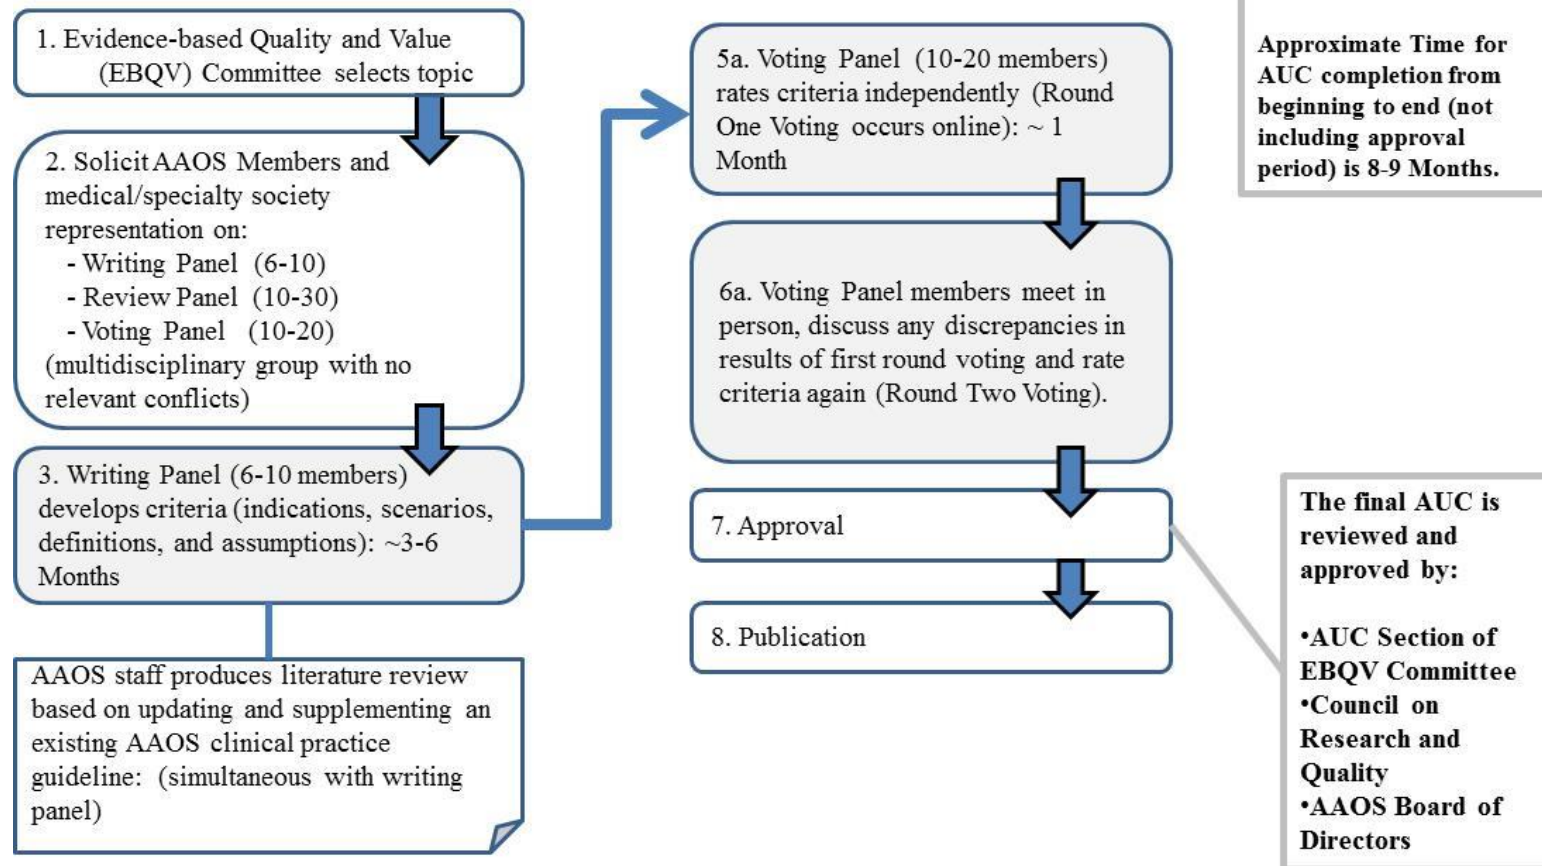 1. Evidence-based Quality and Value
(EBQV) Committee selects topic
2. Solicit AAOS Members and
medical/specialty society
representation on:
- Writing Panel (6-10)
- Review Panel (10-30)
- Voting Panel (10-20)
(multidisciplinary group with no
relevant conflicts)
3. Writing Panel (6-10 members)
develops criteria (indications, scenarios,
definitions, and assumptions): ~3-6
Months
AAOS staff produces literature review
based on updating and supplementing an
existing AAOS clinical practice
guideline: (simultaneous with writing
panel)
5a. Voting Panel (10-20 members)
rates criteria independently (Round
One Voting occurs online): ~ 1
Month
6a. Voting Panel members meet in
person, discuss any discrepancies in
results of first round voting and rate
criteria again (Round Two Voting).
7. Approval
8. Publication
Approximate Time for
AUC completion from
beginning to end (not
including approval
period) is 8-9 Months.
The final AUC is
reviewed and
approved by:
•AUC Section of
EBQV Committee
•Council on
Research and
Quality
•AAOS Board of
Directors